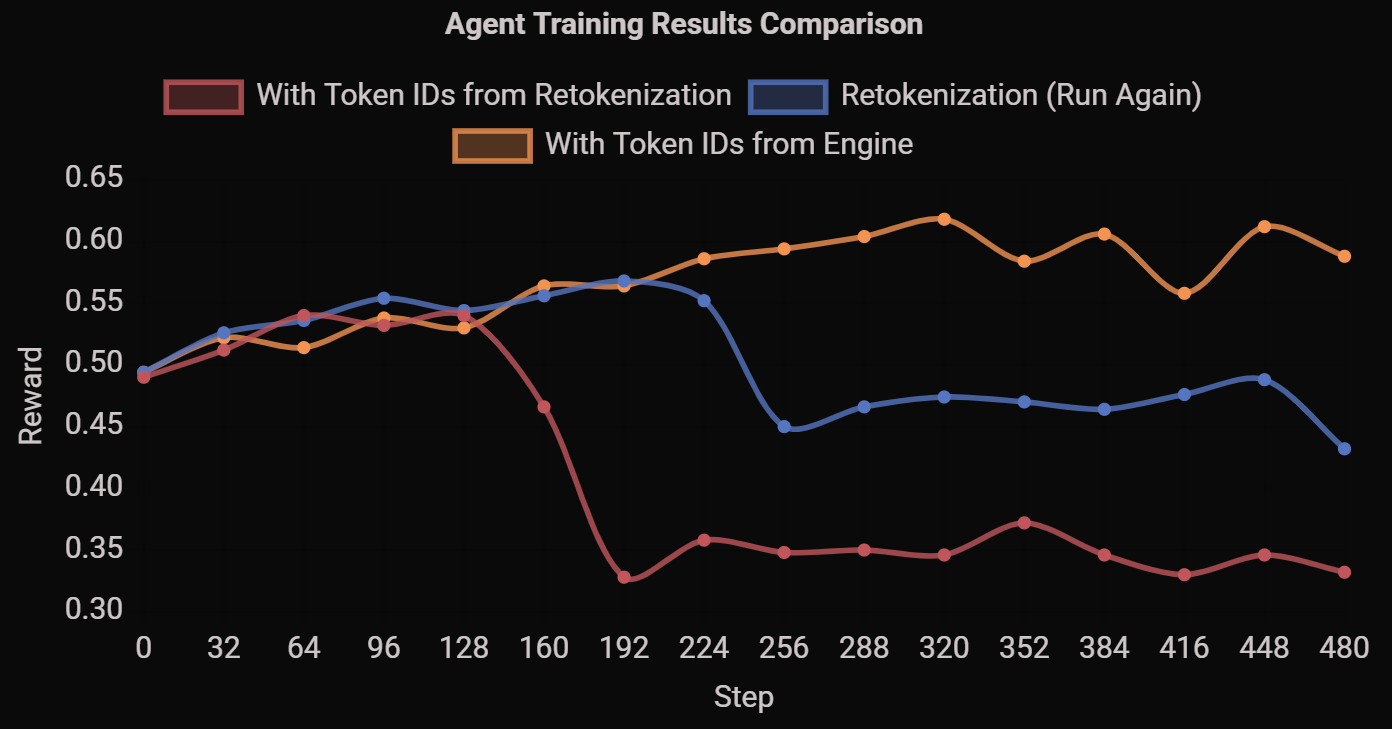 Agent Training Results Comparison
With Token IDs from Retokenization
Retokenization (Run Again)
With Token IDs from Engine
0.65
0.60
0.55
0.50
0.45
0.40
0.35
0.30
Reward
0 32 64 96 128 160 192 224 256 288 320 352 384 416 448 480
Step